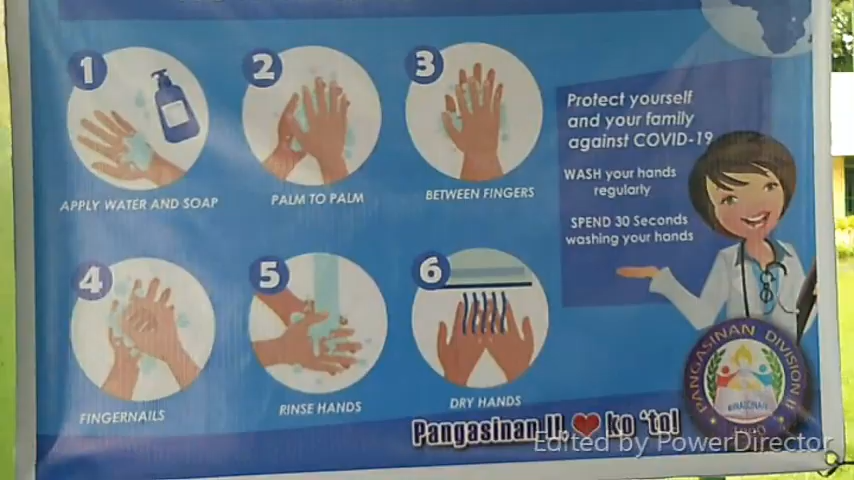 1
2
3
APPLY WATER AND SOAP
PALM TO PALM
BETWEEN FINGERS
Protect yourself
and your family
against COVID-19
WASH your hands
regularly
SPEND 30 Seconds
washing your hands
4
5
6
FINGERNAILS
RINSE HANDS
DRY HANDS
Pangasinan-II, ko 'to!
PANGASINAN DIVISION II
Edited by PowerDirector